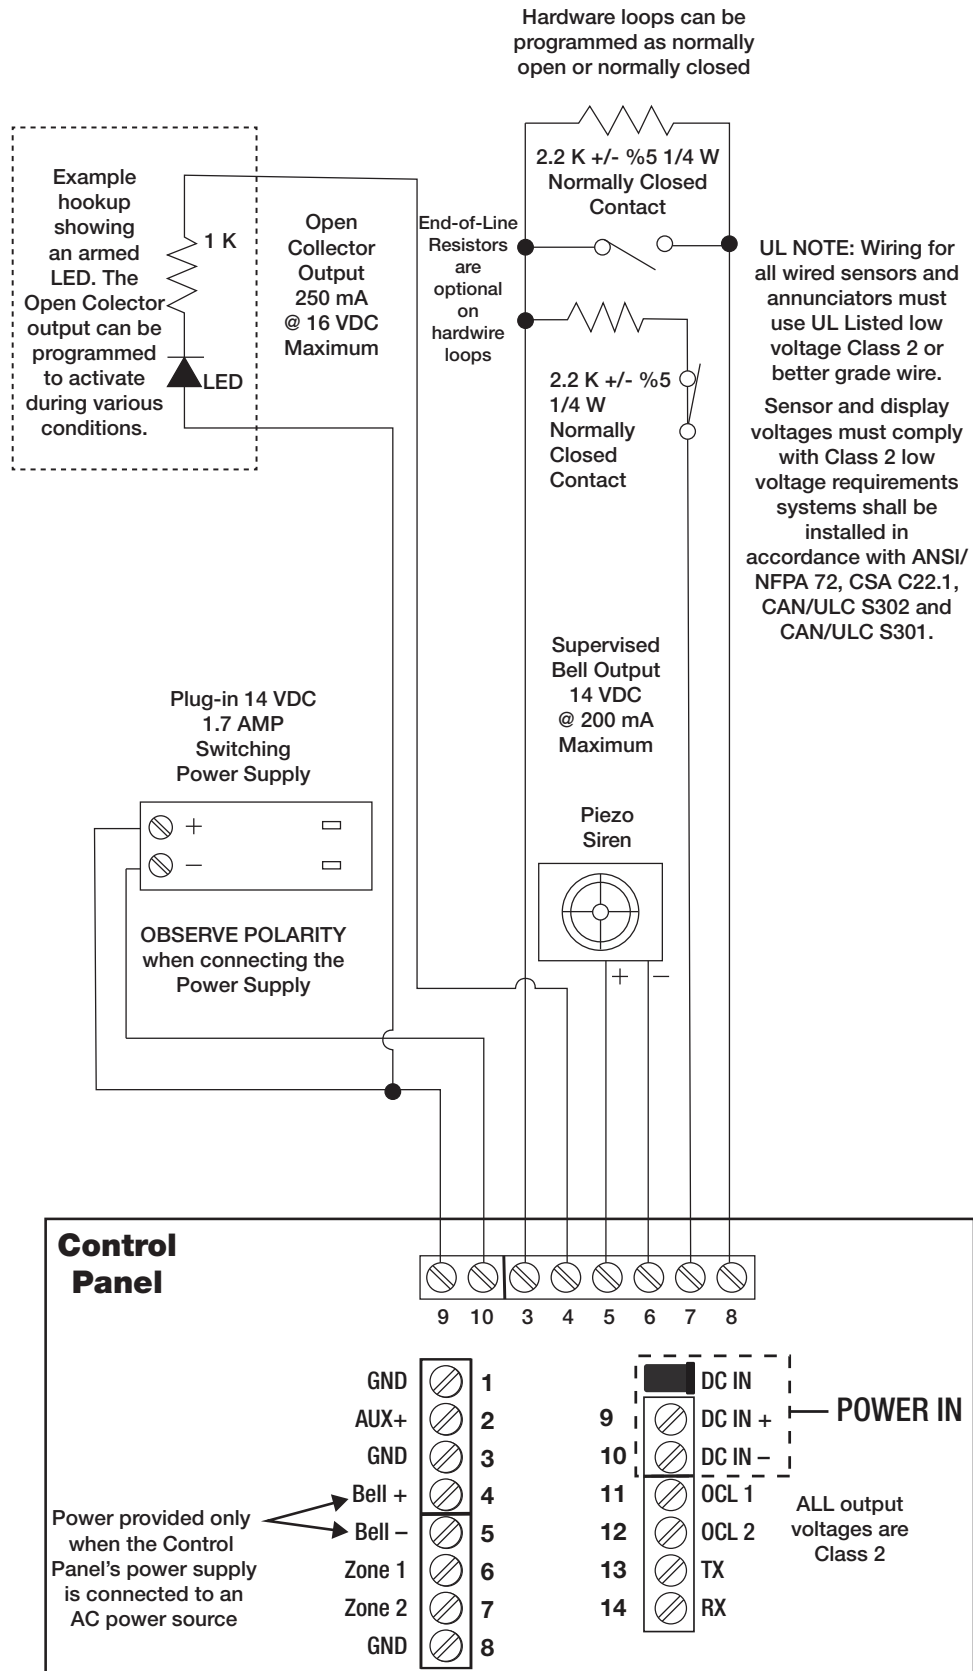 Hardware loops can be
programmed as normally
open or normally closed
2.2 K +/- %5 1/4 W
Normally Closed
Contact
Example
hookup
showing
an armed
LED. The
Open Colector
output can be
programmed
to activate
during various
conditions.
1 K
LED
Open
Collector
Output
250 mA
@ 16 VDC
Maximum
End-of-Line
Resistors
are
optional
on
hardwire
loops
2.2 K +/- %5
1/4 W
Normally
Closed
Contact
UL NOTE: Wiring for
all wired sensors and
annunciators must
use UL Listed low
voltage Class 2 or
better grade wire.
Sensor and display
voltages must comply
with Class 2 low
voltage requirements
systems shall be
installed in
accordance with ANSI/
NFPA 72, CSA C22.1,
CAN/ULC S302 and
CAN/ULC S301.
Supervised
Bell Output
14 VDC
@ 200 mA
Maximum
Plug-in 14 VDC
1.7 AMP
Switching
Power Supply
+
–
OBSERVE POLARITY
when connecting the
Power Supply
Piezo
Siren
+ –
Control
Panel
9 10 3 4 5 6 7 8
GND 1
AUX+ 2
GND 3
Bell + 4
Bell – 5
Zone 1 6
Zone 2 7
GND 8
Power provided only
when the Control
Panel's power supply
is connected to an
AC power source
DC IN
9 DC IN +
10 DC IN –
11 OCL 1
12 OCL 2
13 TX
14 RX
POWER IN
ALL output
voltages are
Class 2